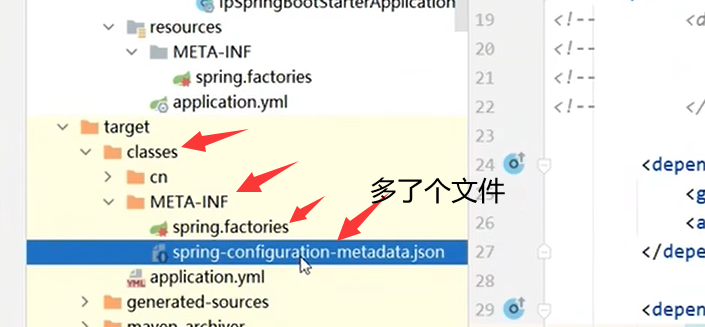 IpSpringBootStarterApplication
resources
META-INF
spring.factories
application.yml
target
classes
cn
META-INF
spring.factories
spring-configuration-metadata.json
application.yml
generated-sources
maven-archiver
多了个文件
19 <!-- <d
20 <!--
21 <!--
22 <!-- </
23
24 <depen
25 <g
26 <a
27 </depe
28
29 <depen